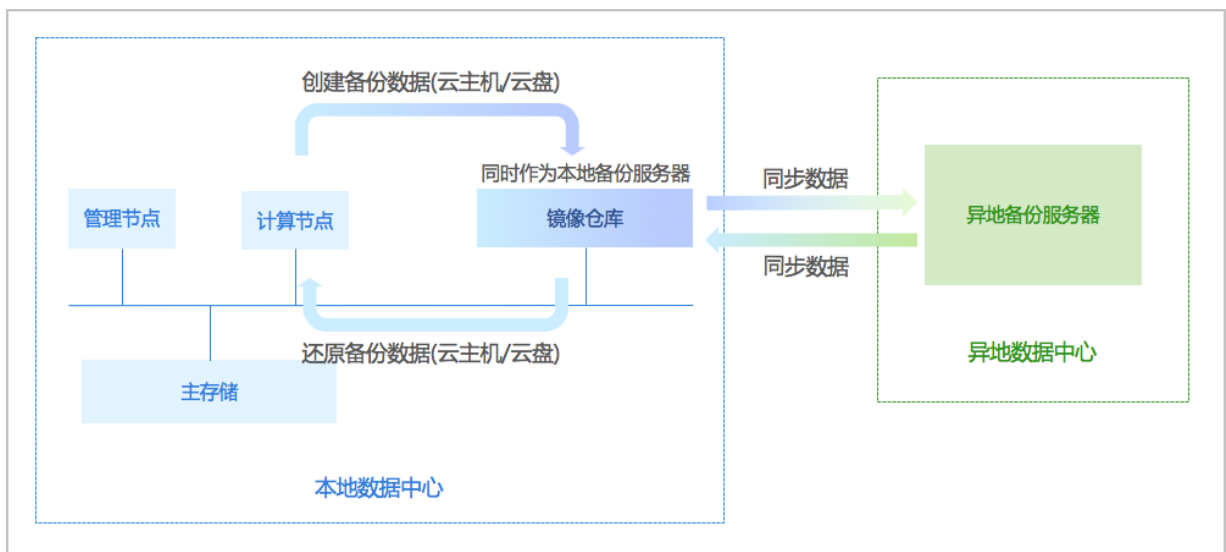 创建备份数据(云主机/云盘)
同时作为本地备份服务器
管理节点
计算节点
镜像仓库
同步数据
同步数据
异地备份服务器
还原备份数据(云主机/云盘)
主存储
本地数据中心
异地数据中心